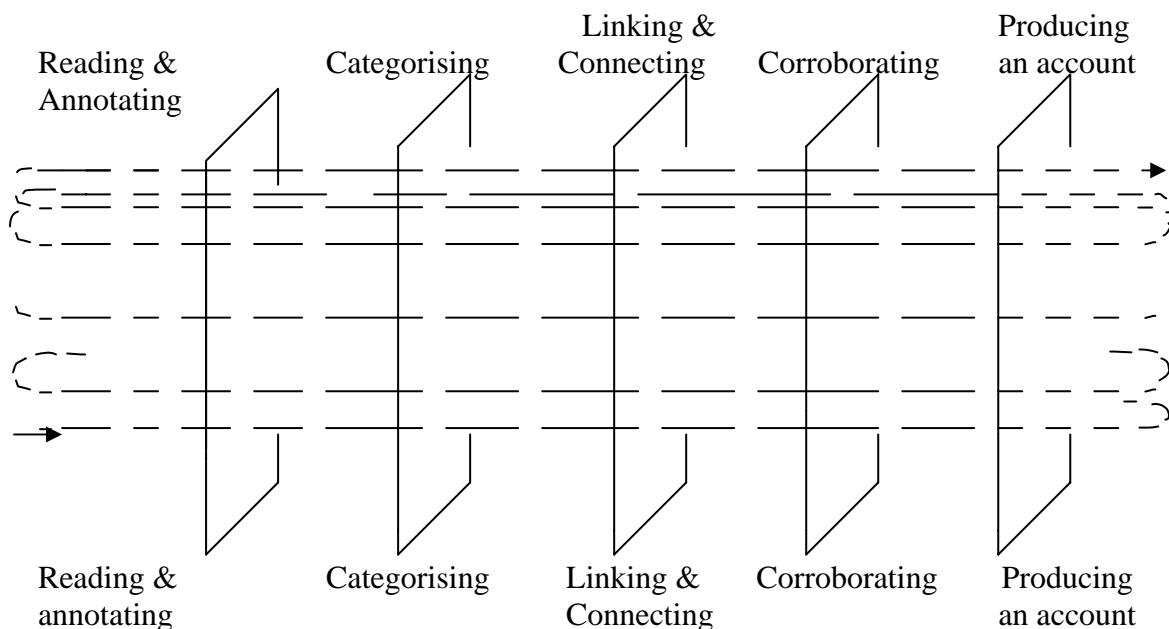 Reading &
Annotating
Categorising
Linking &
Connecting
Corroborating
Producing
an account
Reading &
annotating
Categorising
Linking &
Connecting
Corroborating
Producing
an account